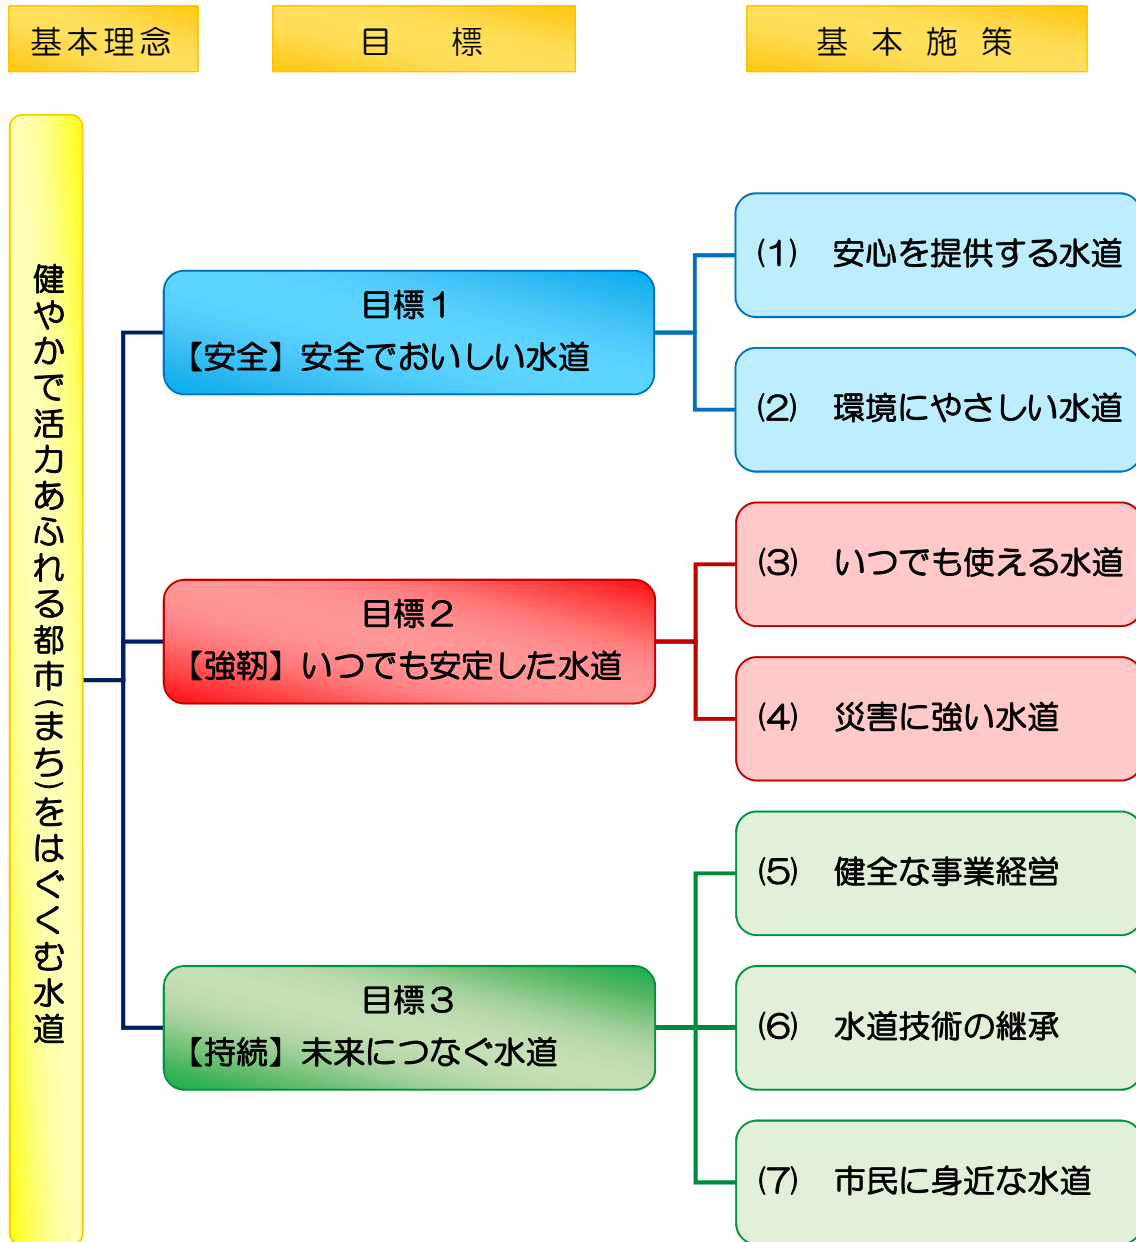 基本理念
目　標
基本施策
健やかで活力あふれる都市(まち)をはぐくむ水道
目標1
【安全】安全でおいしい水道
(1)　安心を提供する水道
(2)　環境にやさしい水道
目標2
【強靭】いつでも安定した水道
(3)　いつでも使える水道
(4)　災害に強い水道
目標3
【持続】未来につなぐ水道
(5)　健全な事業経営
(6)　水道技術の継承
(7)　市民に身近な水道